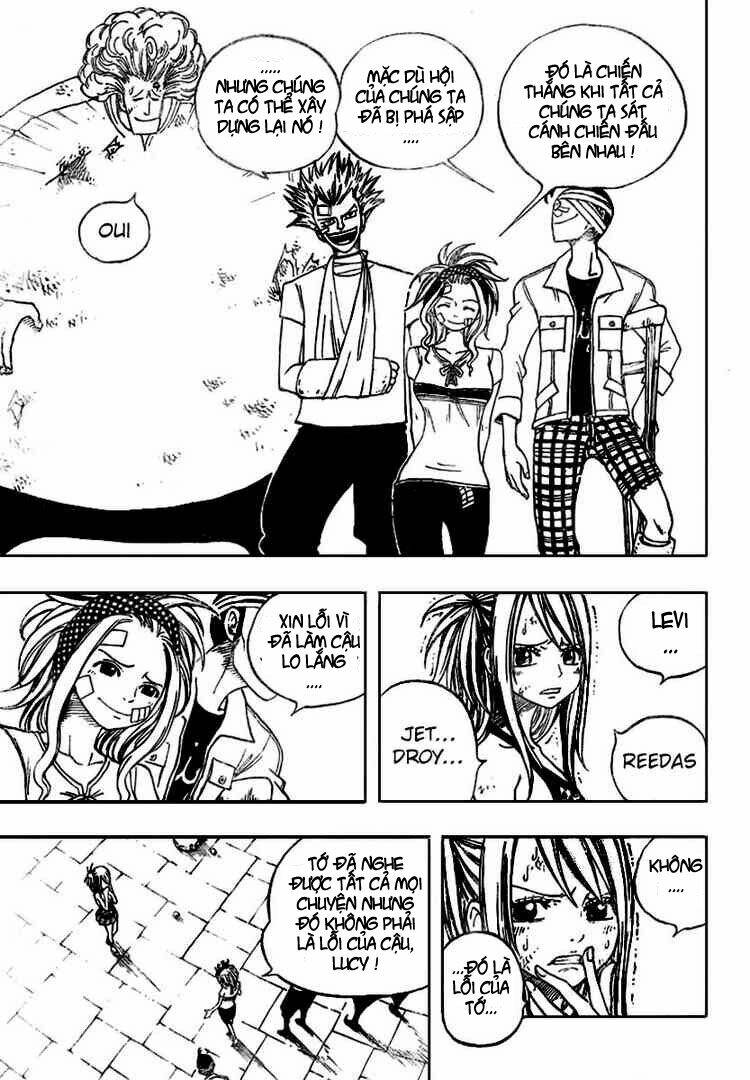 ĐÓ LÀ CHIẾN
THẮNG KHI TẤT CẢ
CHÚNG TA SÁT
CÁNH CHIẾN ĐẤU
BÊN NHAU !
MẶC DÙ HỘI
CỦA CHÚNG TA
ĐÃ BỊ PHÁ SẬP
....
.....
NHƯNG CHÚNG
TA CÓ THỂ XÂY
DỰNG LẠI NÓ !
OUI
LEVI
...
JET...
DROY...
REEDAS
XIN LỖI VÌ
ĐÃ LÀM CẬU
LO LẮNG
....
KHÔNG
....
...ĐÓ LÀ
LỖI CỦA
TỚ...
TỚ ĐÃ NGHE
ĐƯỢC TẤT CẢ MỌI
CHUYỆN NHƯNG
ĐÓ KHÔNG PHẢI
LÀ LỖI CỦA CẬU,
LUCY !